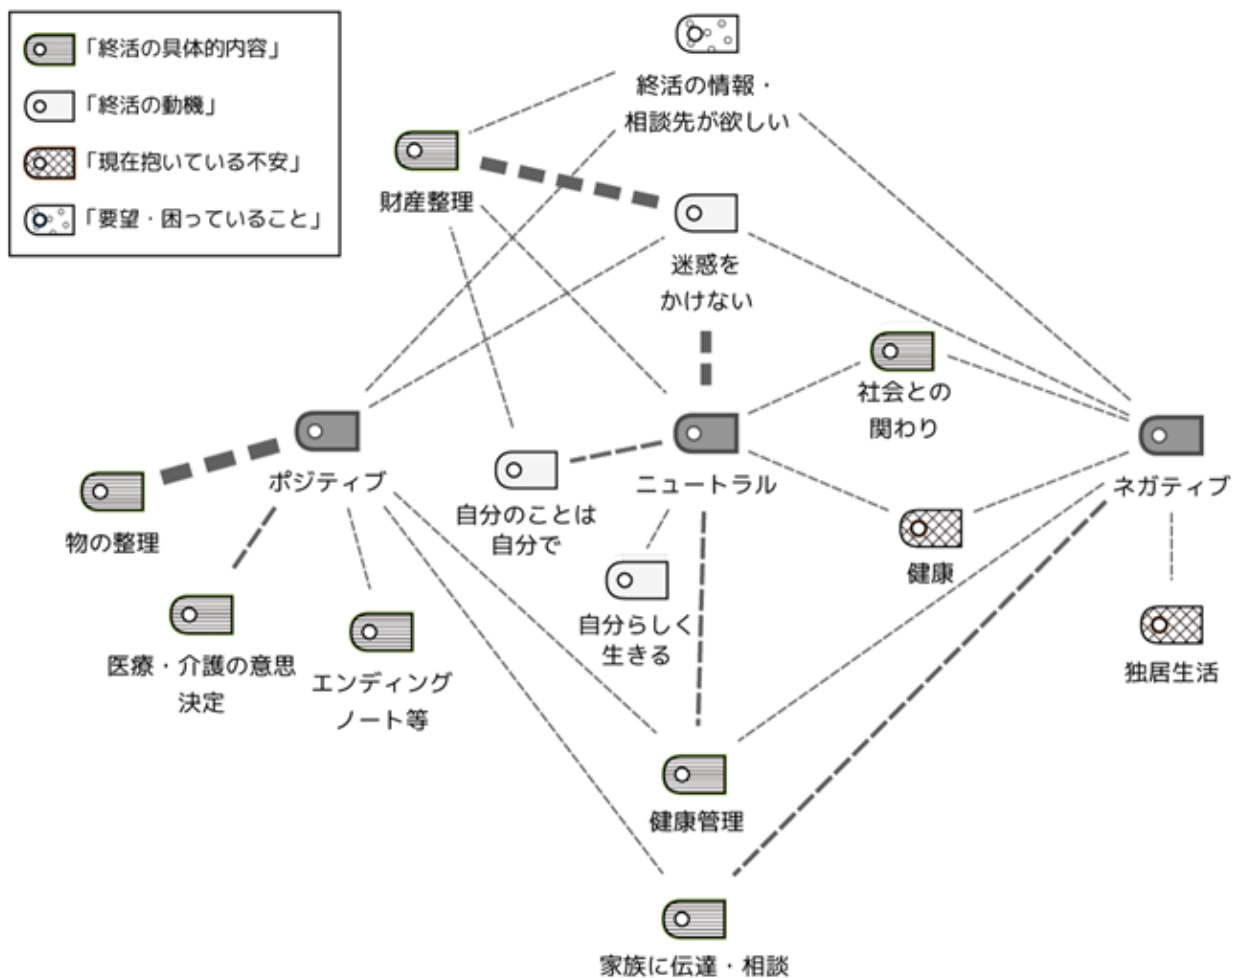 「終活の具体的内容」
「終活の動機」
「現在抱いている不安」
「要望・困っていること」
終活の情報・
相談先が欲しい
財産整理
迷惑を
かけない
社会との
関わり
ポジティブ
ニュートラル
ネガティブ
物の整理
自分のことは
自分で
健康
医療・介護の意思
決定
エンディング
ノート等
自分らしく
生きる
独居生活
健康管理
家族に伝達・相談